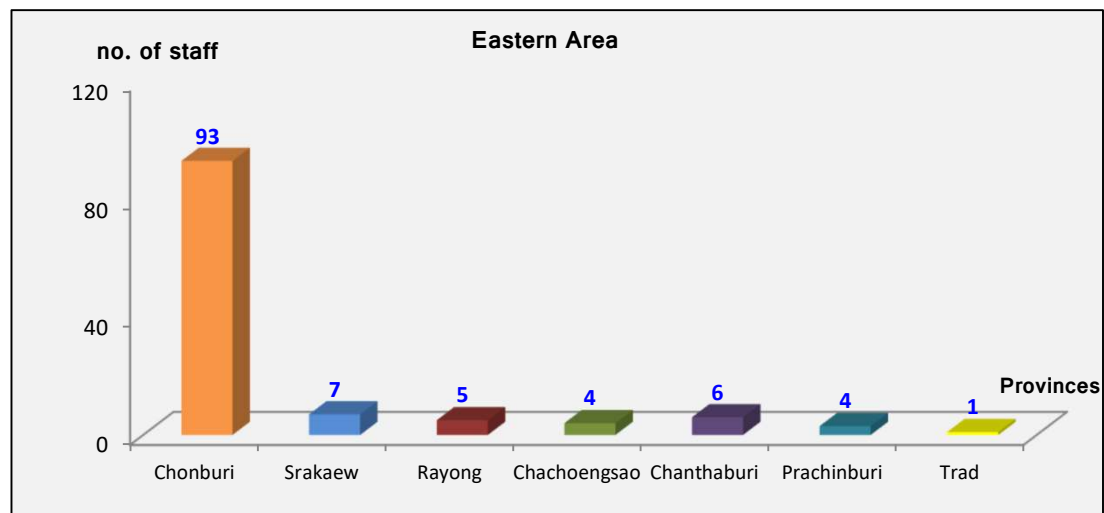 Eastern Area
no. of staff
120
93
80
40
7
5
4
6
4
1
Provinces
0
Chonburi Srakaew Rayong Chachoengsao Chanthaburi Prachinburi Trad